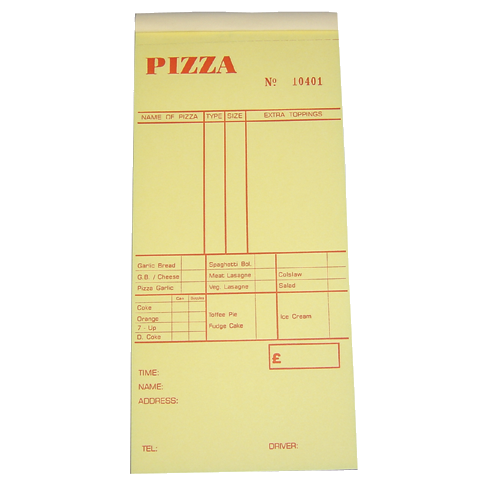 PIZZA
No 10401
NAME OF PIZZA TYPE SIZE EXTRA TOPPINGS
Garlic Bread Spaghetti Bol.
G.B. / Cheese Meat Lasagne Colslaw
Pizza Garlic Veg. Lasagne Salad
Can
Coke
Orange Toffee Pie Ice Cream
7 - Up Fudge Cake
D. Coke
£
TIME:
NAME:
ADDRESS:
TEL: DRIVER: